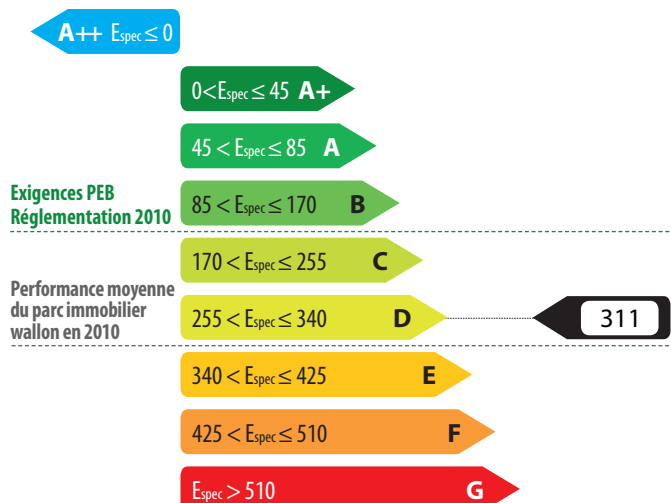 A++ Espec ≤ 0
0<Espec ≤ 45 A+
45 < Espec ≤ 85 A
Exigences PEB
Réglementation 2010
85 < Espec ≤ 170 B
170 < Espec ≤ 255 C
Performance moyenne
du parc immobilier
wallon en 2010
255 < Espec ≤ 340 D
311
340 < Espec ≤ 425 E
425 < Espec ≤ 510 F
Espec > 510 G